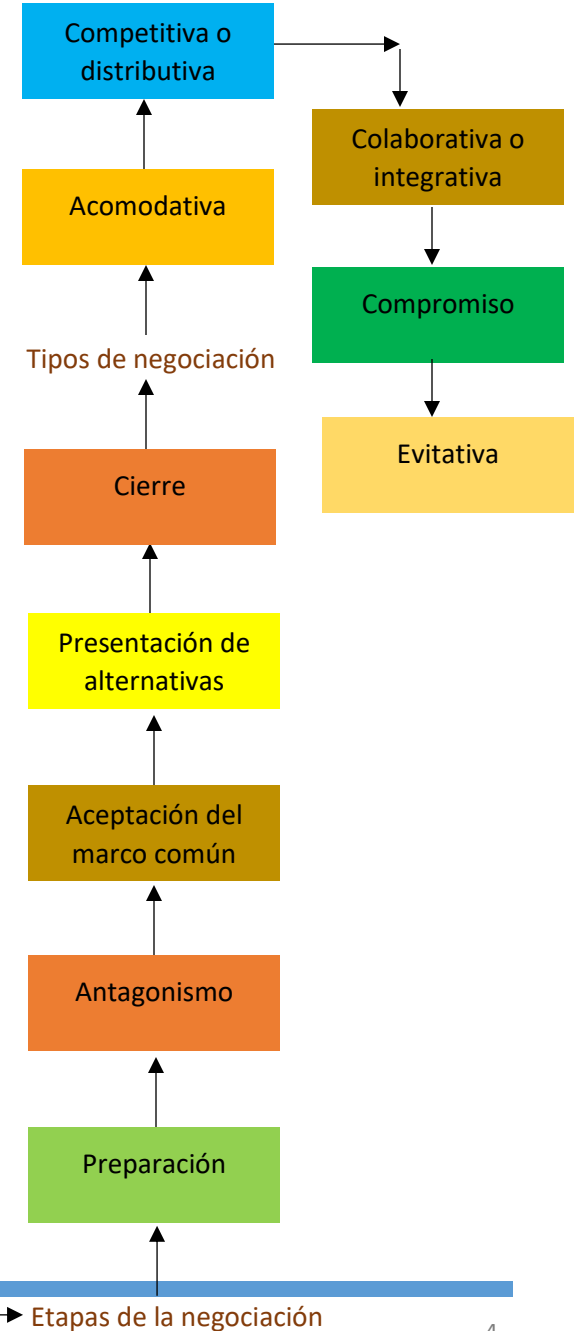 Competitiva o
distributiva
Colaborativa o
integrativa
Acomodativa
Compromiso
Tipos de negociación
Evitativa
Cierre
Presentación de
alternativas
Aceptación del
marco común
Antagonismo
Preparación
Etapas de la negociación